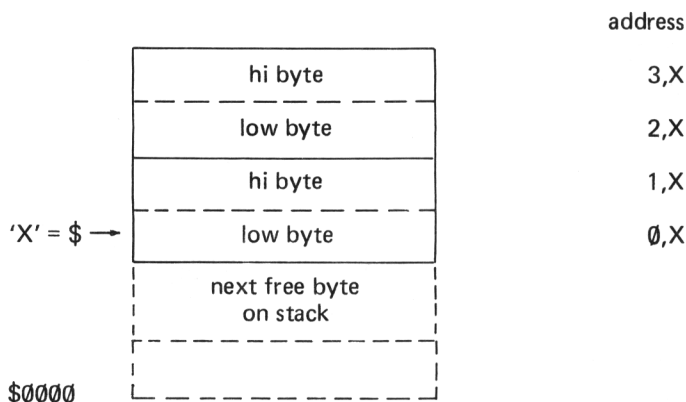 address
hi byte 3,X
low byte 2,X
hi byte 1,X
'X' = $ → low byte Ø,X
next free byte
on stack
$ØØØØ